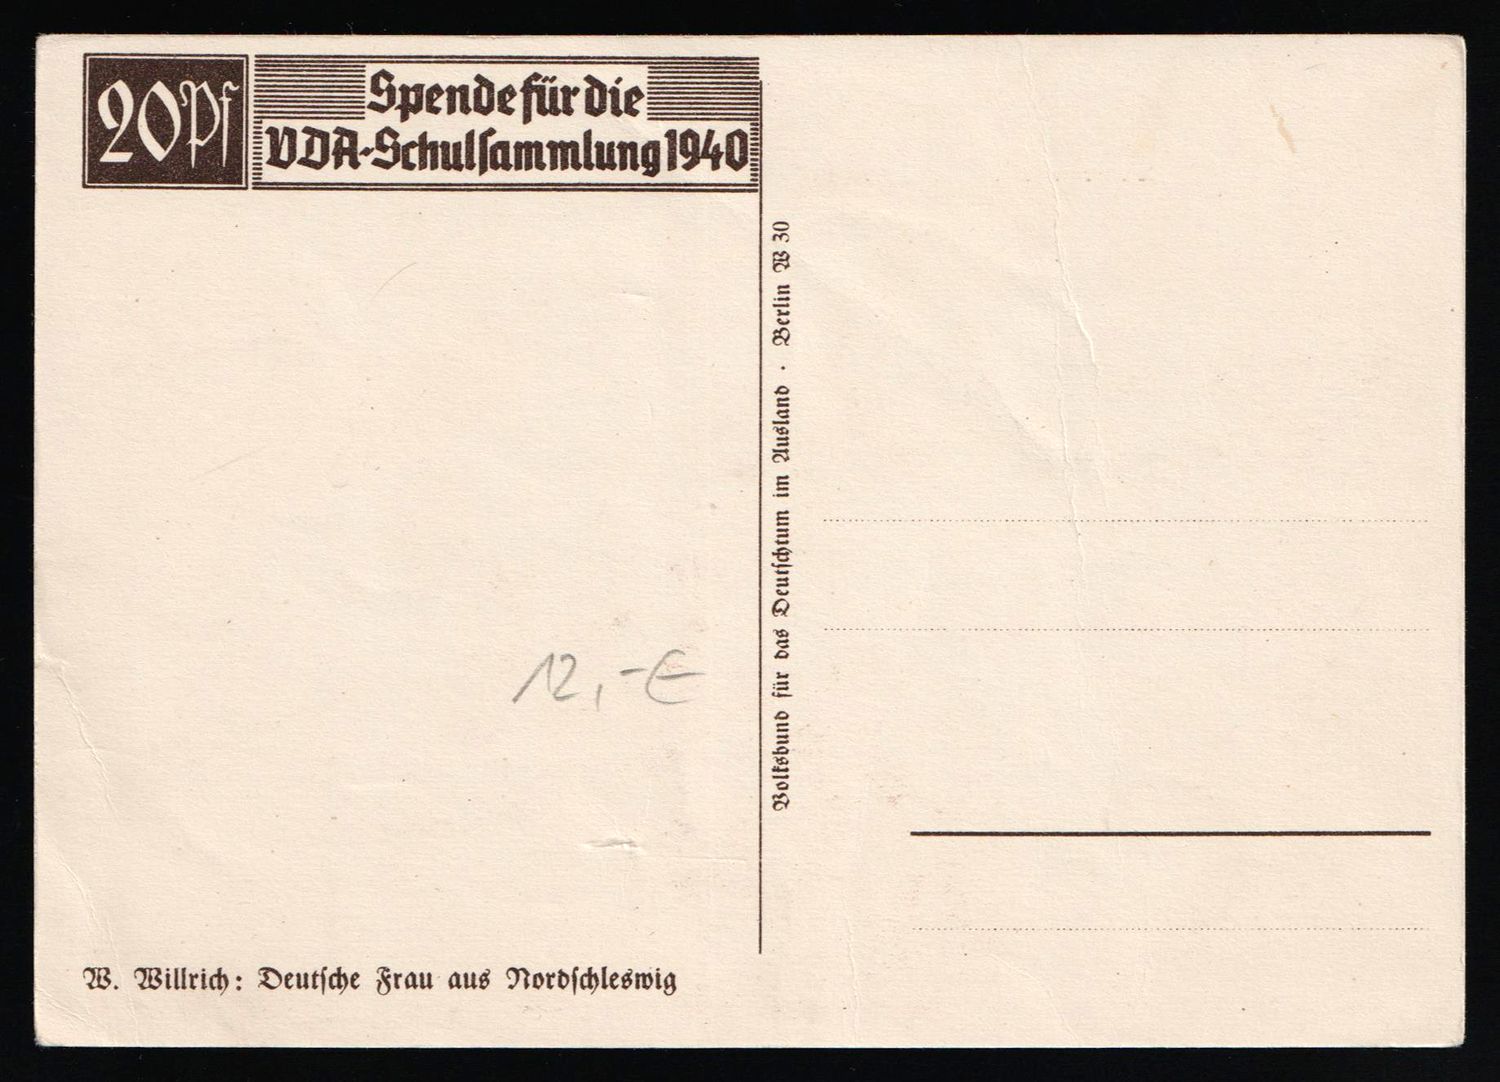 20Pf
Spende für die
VDA-Schulsammlung 1940
Volksbund für das Deutschtum im Ausland · Berlin W 30
12,-€
W. Willrich: Deutsche Frau aus Nordschleswig